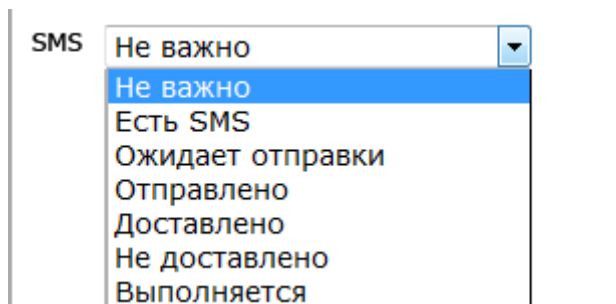 SMS Не важно
Не важно
Есть SMS
Ожидает отправки
Отправлено
Доставлено
Не доставлено
Выполняется